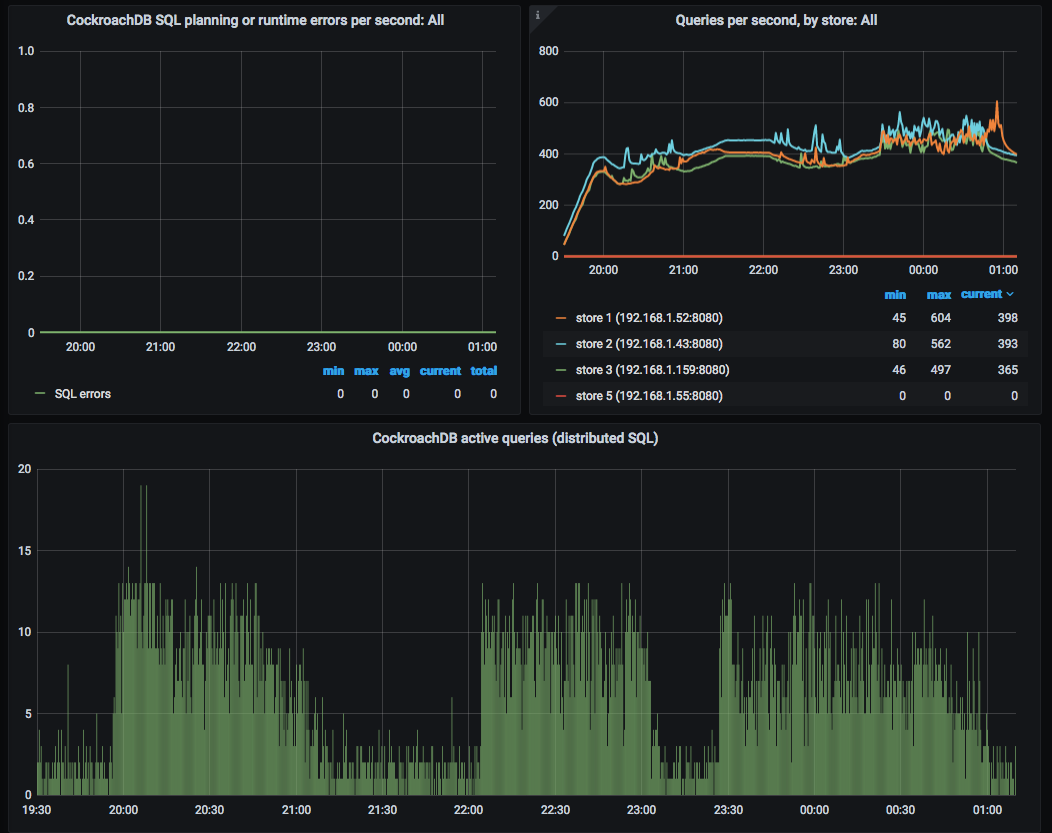 CockroachDB SQL planning or runtime errors per second: All
1.0
0.8
0.6
0.4
0.2
0
20:00 21:00 22:00 23:00 00:00 01:00
min max avg current total
SQL errors 0 0 0 0 0
i
Queries per second, by store: All
800
600
400
200
0
20:00 21:00 22:00 23:00 00:00 01:00
min max current
store 1 (192.168.1.52:8080) 45 604 398
store 2 (192.168.1.43:8080) 80 562 393
store 3 (192.168.1.159:8080) 46 497 365
store 5 (192.168.1.55:8080) 0 0 0
CockroachDB active queries (distributed SQL)
20
15
10
5
0
19:30 20:00 20:30 21:00 21:30 22:00 22:30 23:00 23:30 00:00 00:30 01:00